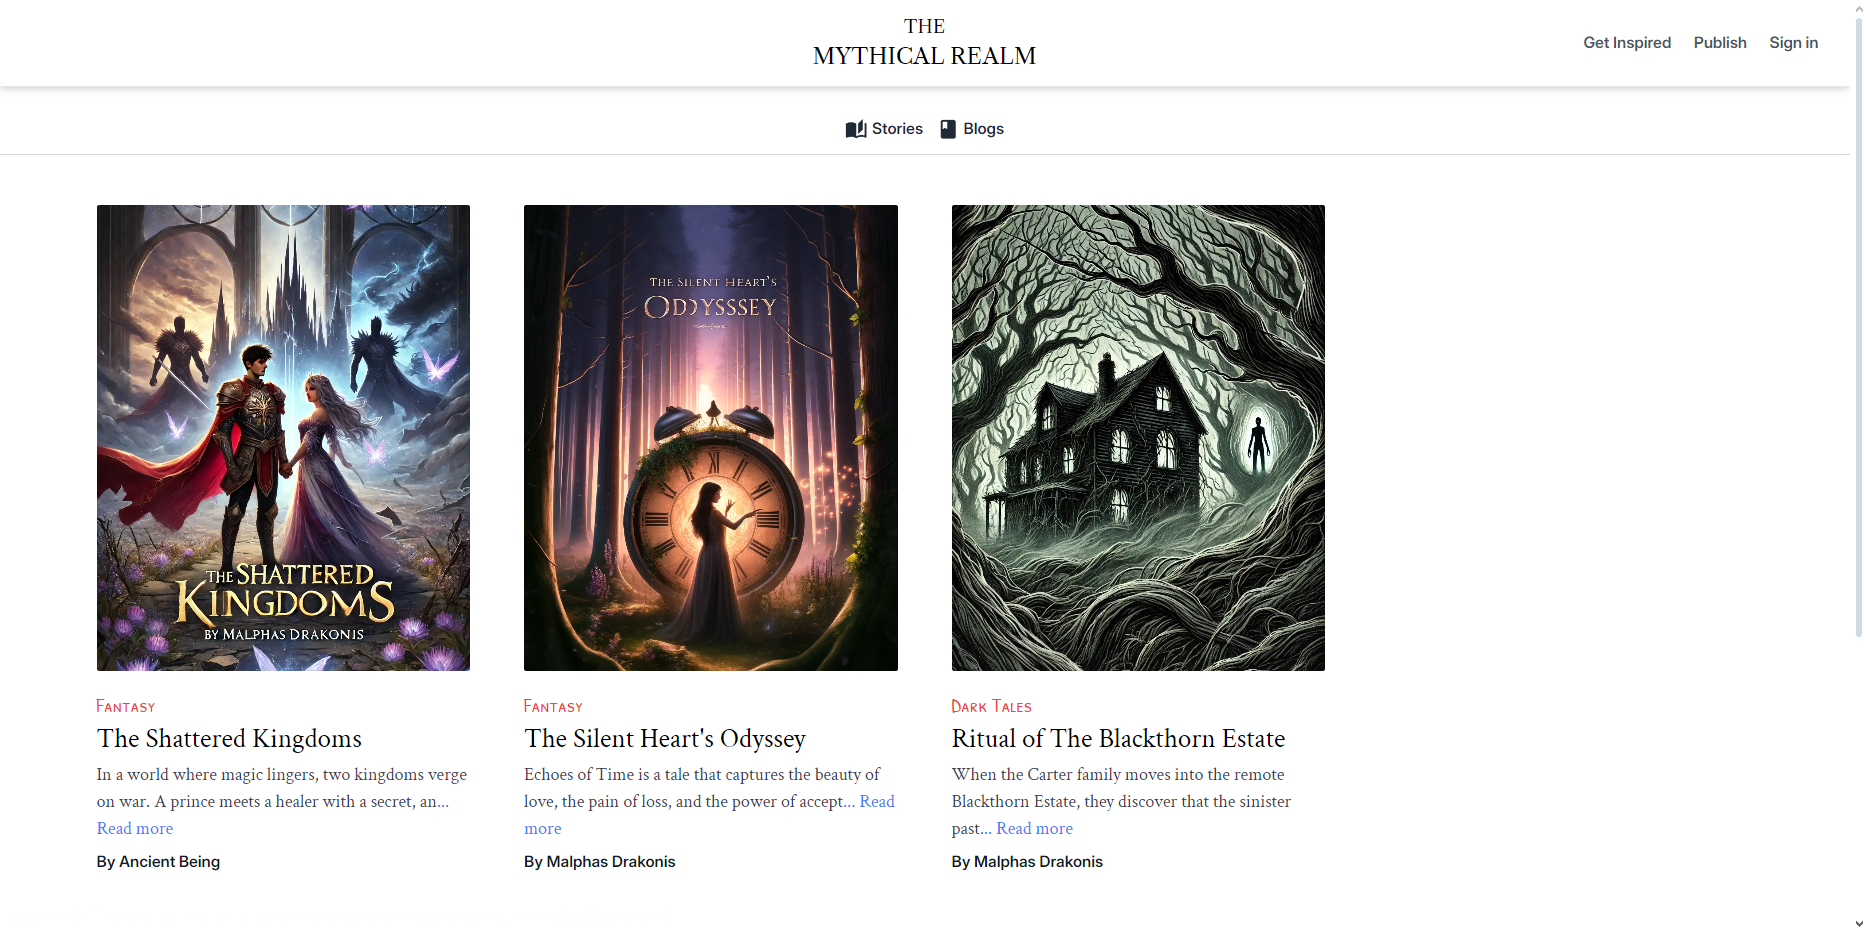 THE
MYTHICAL REALM
Get Inspired
Publish
Sign in
Stories
Blogs
THE SHATTERED
KINGDOMS
BY MALPHAS DRAKONIS
THE SILENT HEART'S
ODYSSSEY
Fantasy
The Shattered Kingdoms
In a world where magic lingers, two kingdoms verge
on war. A prince meets a healer with a secret, an...
Read more
By Ancient Being
Fantasy
The Silent Heart's Odyssey
Echoes of Time is a tale that captures the beauty of
love, the pain of loss, and the power of accept... Read
more
By Malphas Drakonis
Dark Tales
Ritual of The Blackthorn Estate
When the Carter family moves into the remote
Blackthorn Estate, they discover that the sinister
past... Read more
By Malphas Drakonis